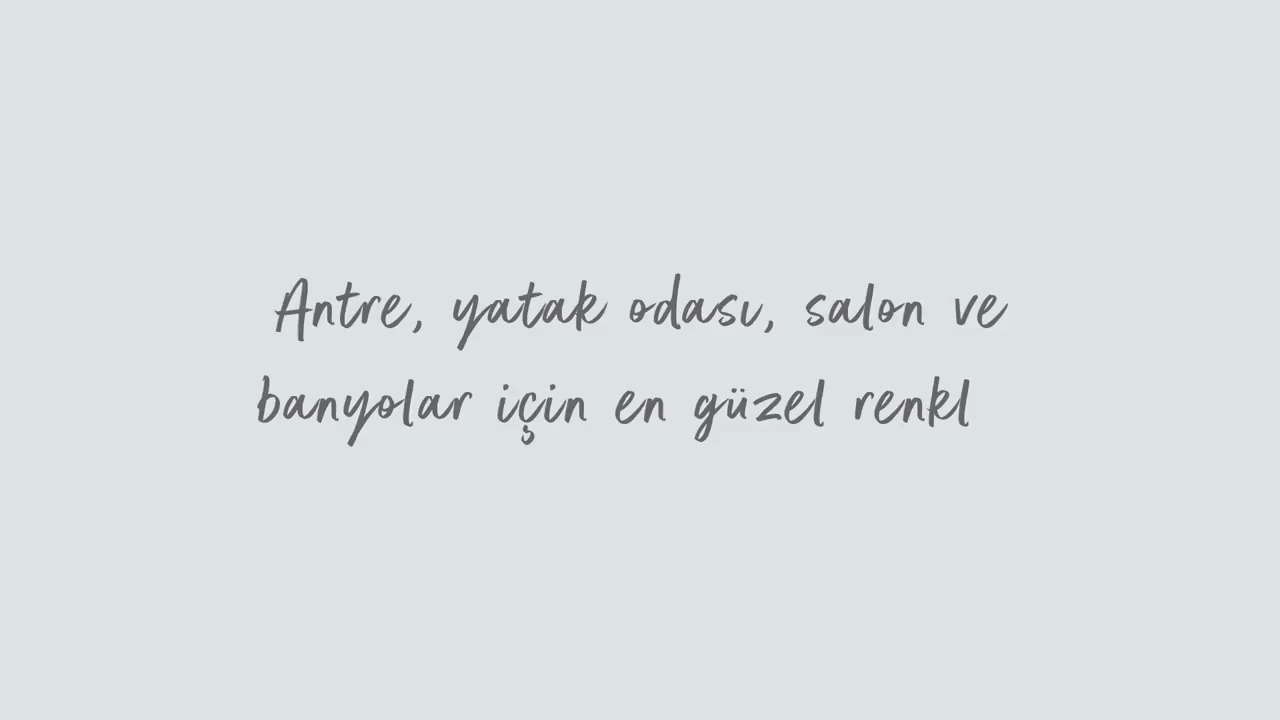 Antre, yatak odası, salon ve
banyolar için en güzel renkl